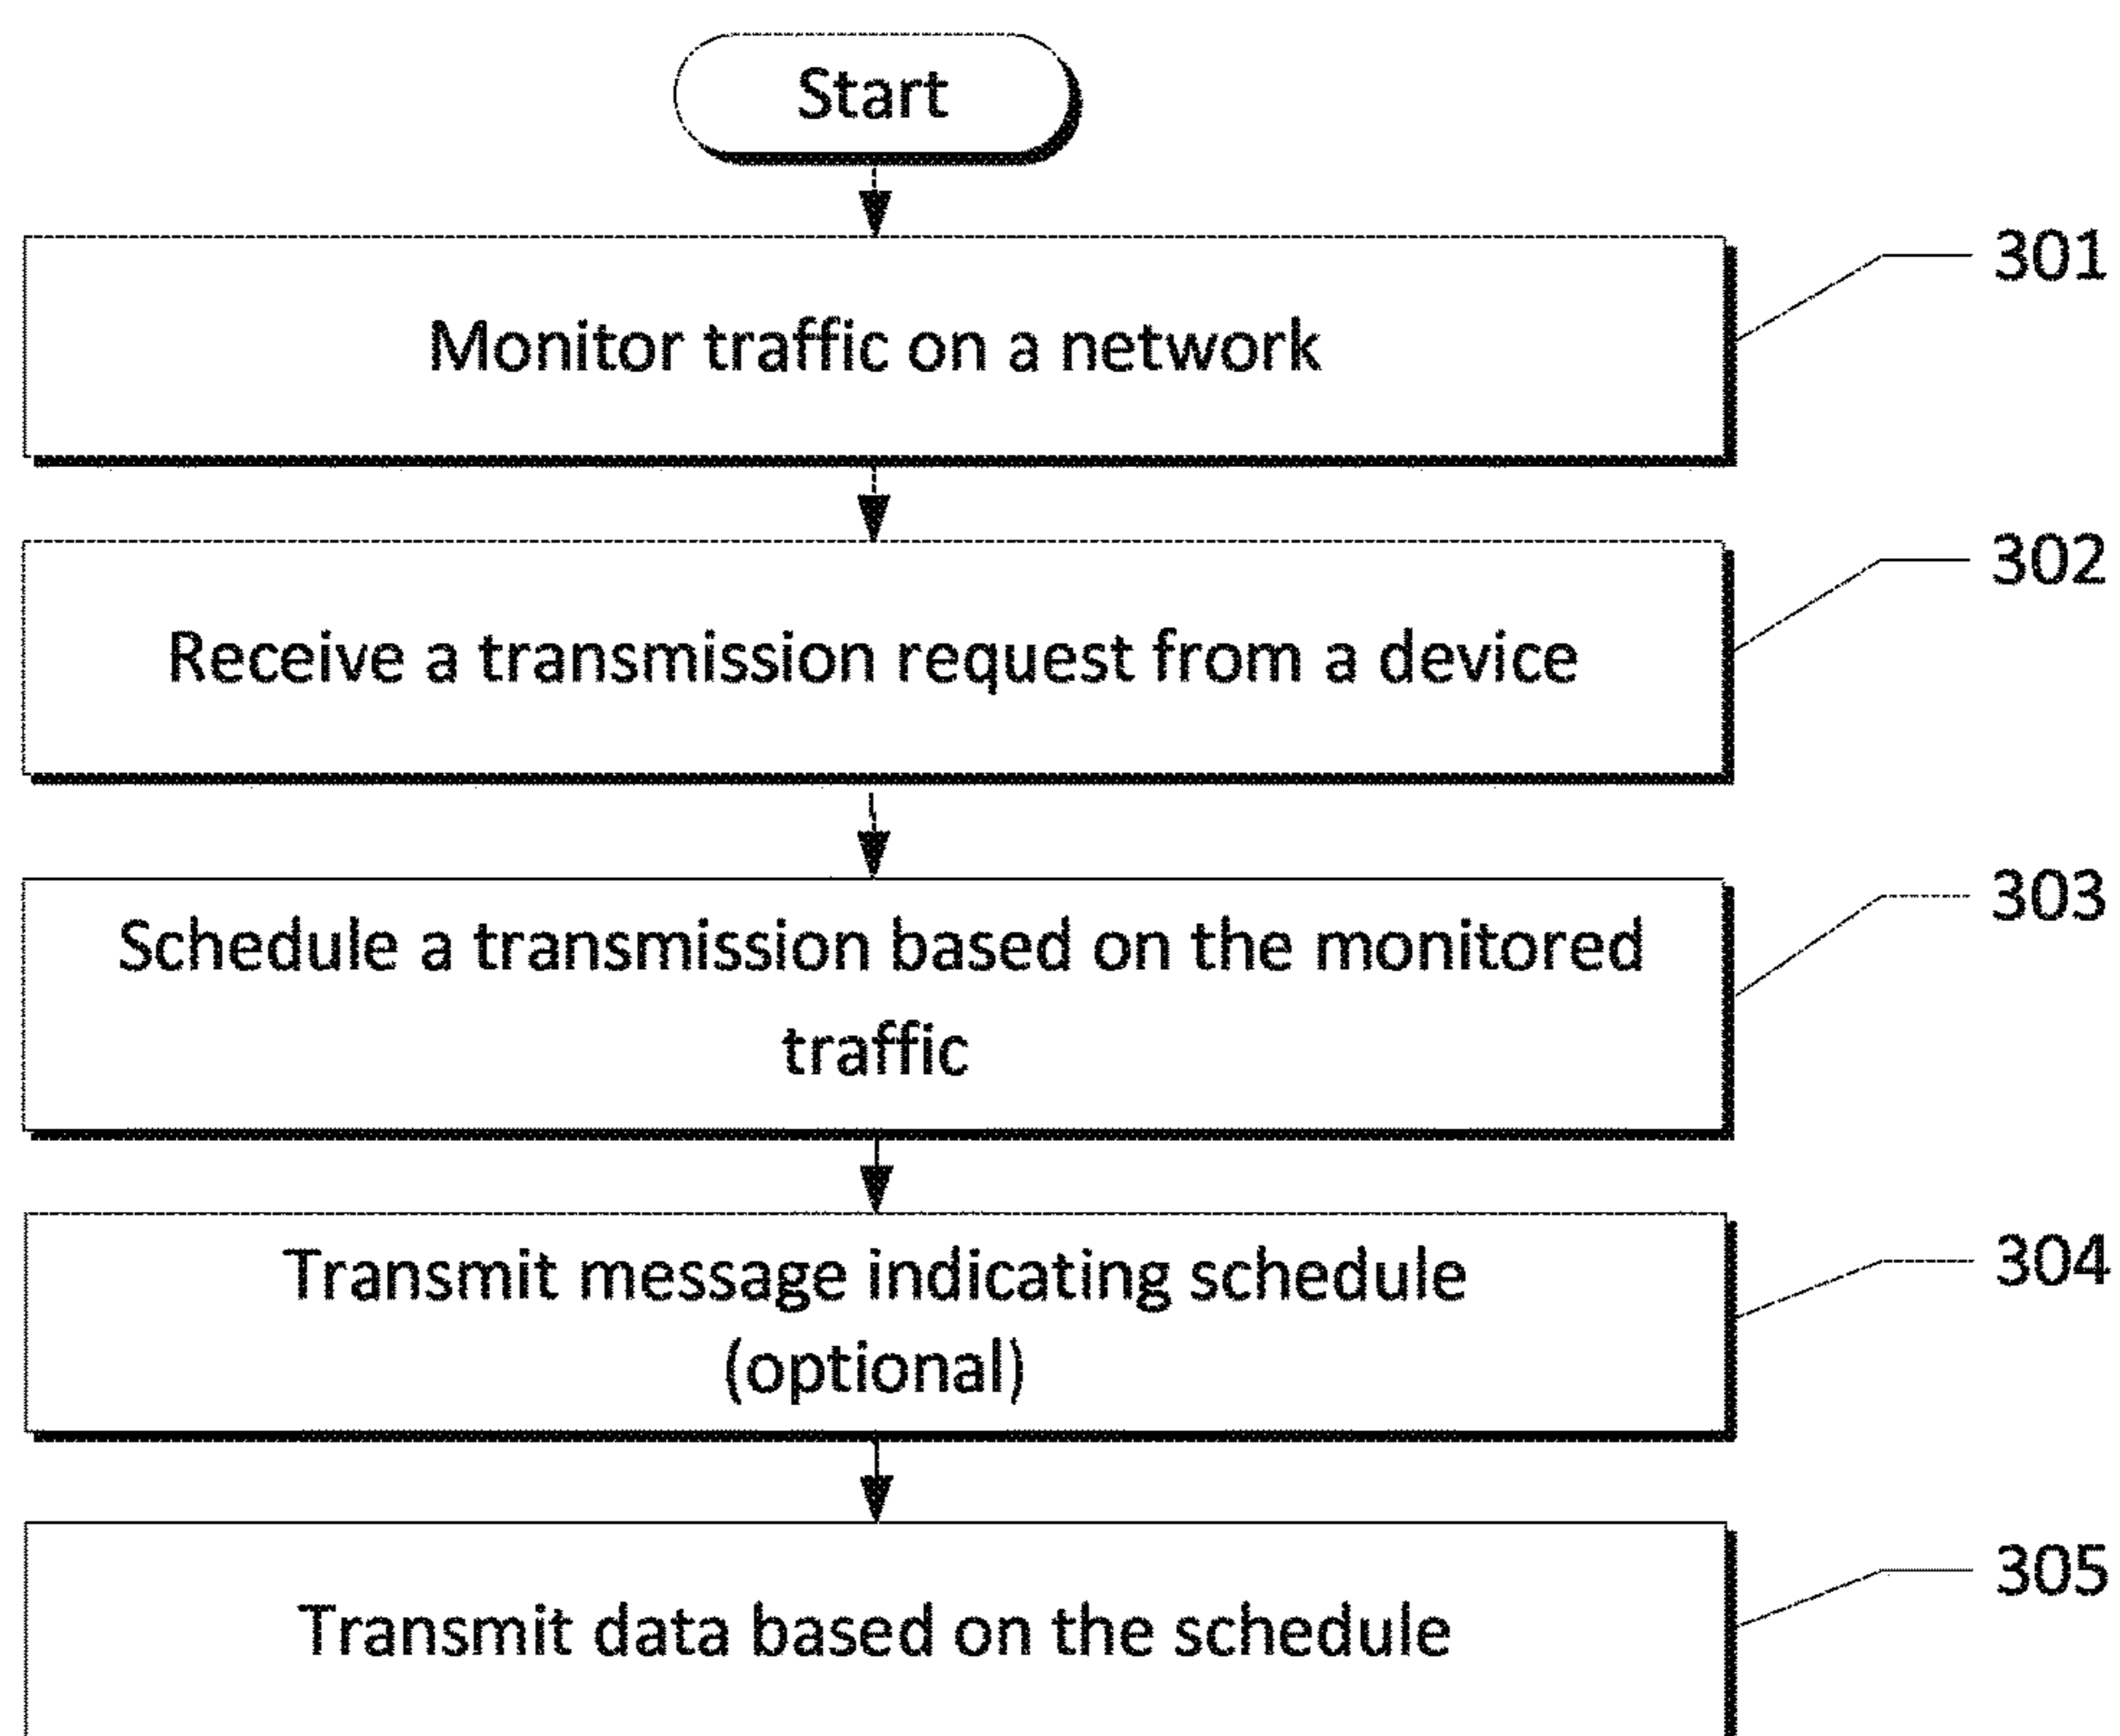 Start
301
Monitor traffic on a network
302
Receive a transmission request from a device
303
Schedule a transmission based on the monitored
traffic
304
Transmit message indicating schedule
(optional)
305
Transmit data based on the schedule